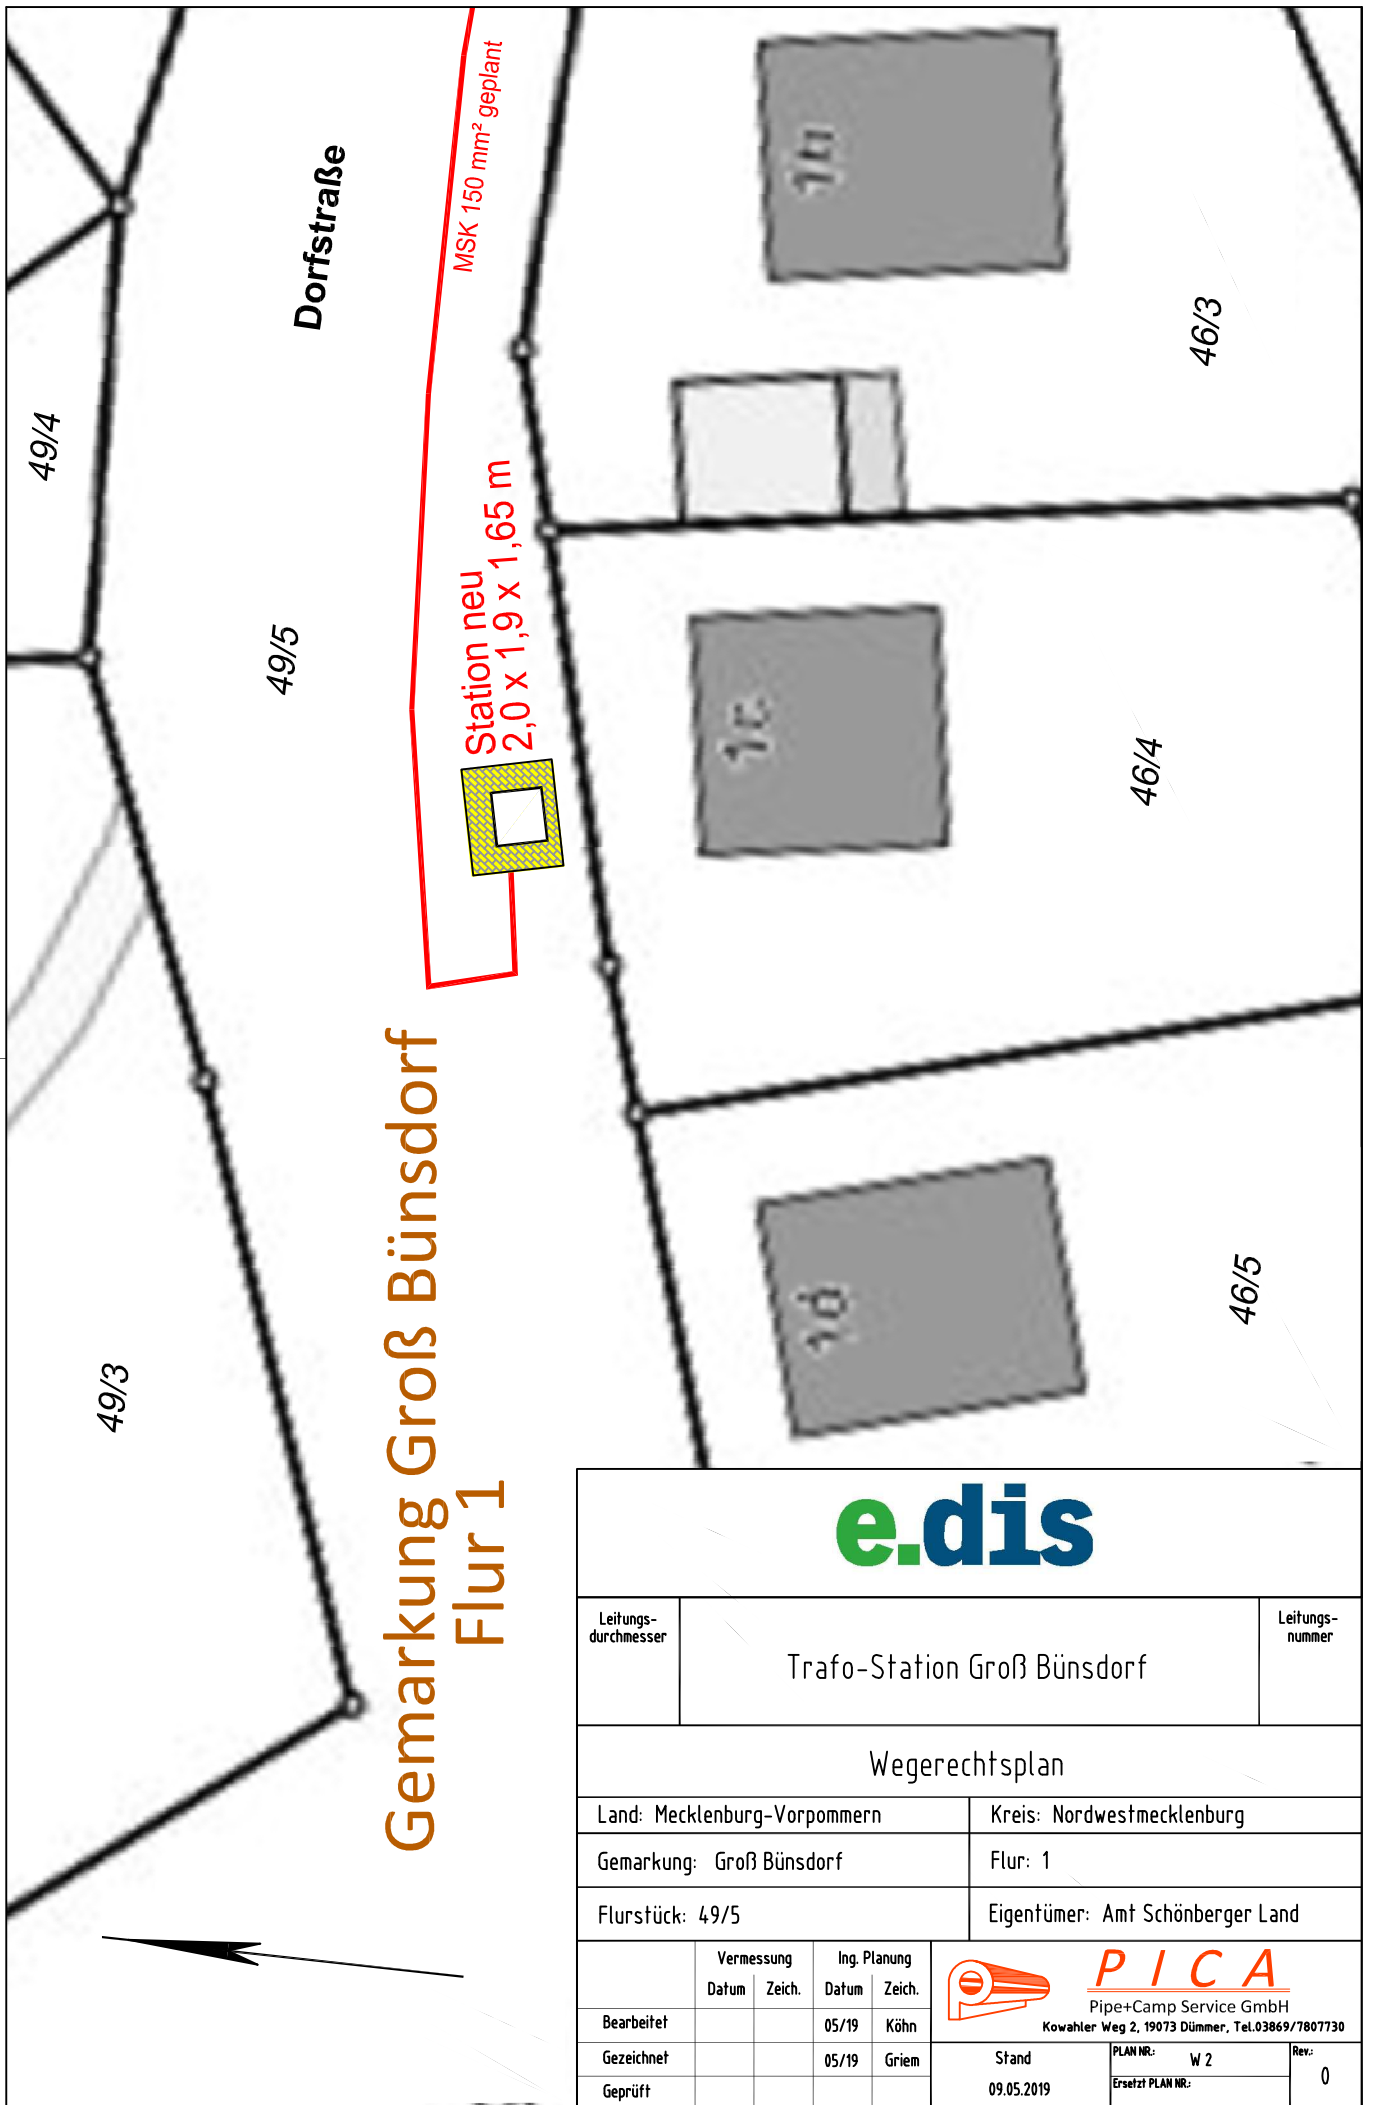 Dorfstraße
MSK 150 mm² geplant
1b
46/3
49/4
49/5
Station neu
2,0 x 1,9 x 1,65 m
1c
46/4
Gemarkung Groß Bünsdorf
Flur 1
1d
46/5
49/3
e.dis
Leitungs-
durchmesser
Trafo-Station Groß Bünsdorf
Leitungs-
nummer
Wegerechtsplan
Land: Mecklenburg-Vorpommern
Kreis: Nordwestmecklenburg
Gemarkung: Groß Bünsdorf
Flur: 1
Flurstück: 49/5
Eigentümer: Amt Schönberger Land
Vermessung Ing. Planung
Datum Zeich. Datum Zeich.
Bearbeitet 05/19 Köhn
Gezeichnet 05/19 Griem
Geprüft
PICA
Pipe+Camp Service GmbH
Kowahler Weg 2, 19073 Dümmer, Tel.03869/7807730
Stand
09.05.2019
PLAN NR.: W 2
Ersetzt PLAN NR.:
Rev.:
0